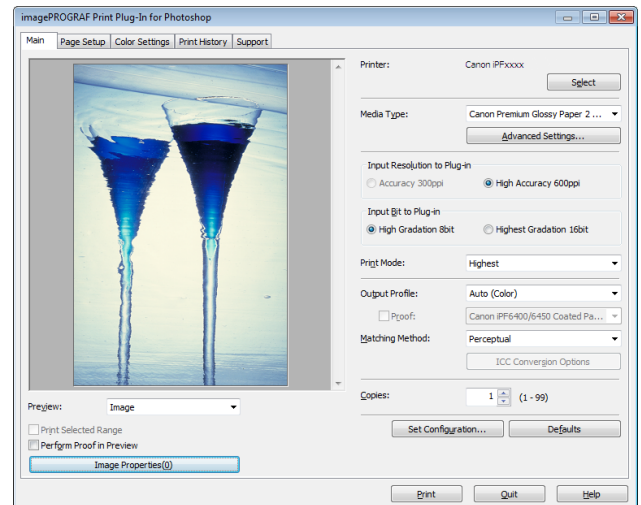 imagePROGRAF Print Plug-In for Photoshop
Main Page Setup Color Settings Print History Support
Printer: Canon iPFxxxx
Select
Media Type: Canon Premium Glossy Paper 2 ...
Advanced Settings...
Input Resolution to Plug-in
Accuracy 300ppi High Accuracy 600ppi
Input Bit to Plug-in
High Gradation 8bit Highest Gradation 16bit
Print Mode: Highest
Output Profile: Auto (Color)
Proof: Canon iPF6400/6450 Coated Pa...
Matching Method: Perceptual
ICC Conversion Options
Copies: 1 (1 - 99)
Set Configuration... Defaults
Preview: Image
Print Selected Range
Perform Proof in Preview
Image Properties(0)
Print Quit Help